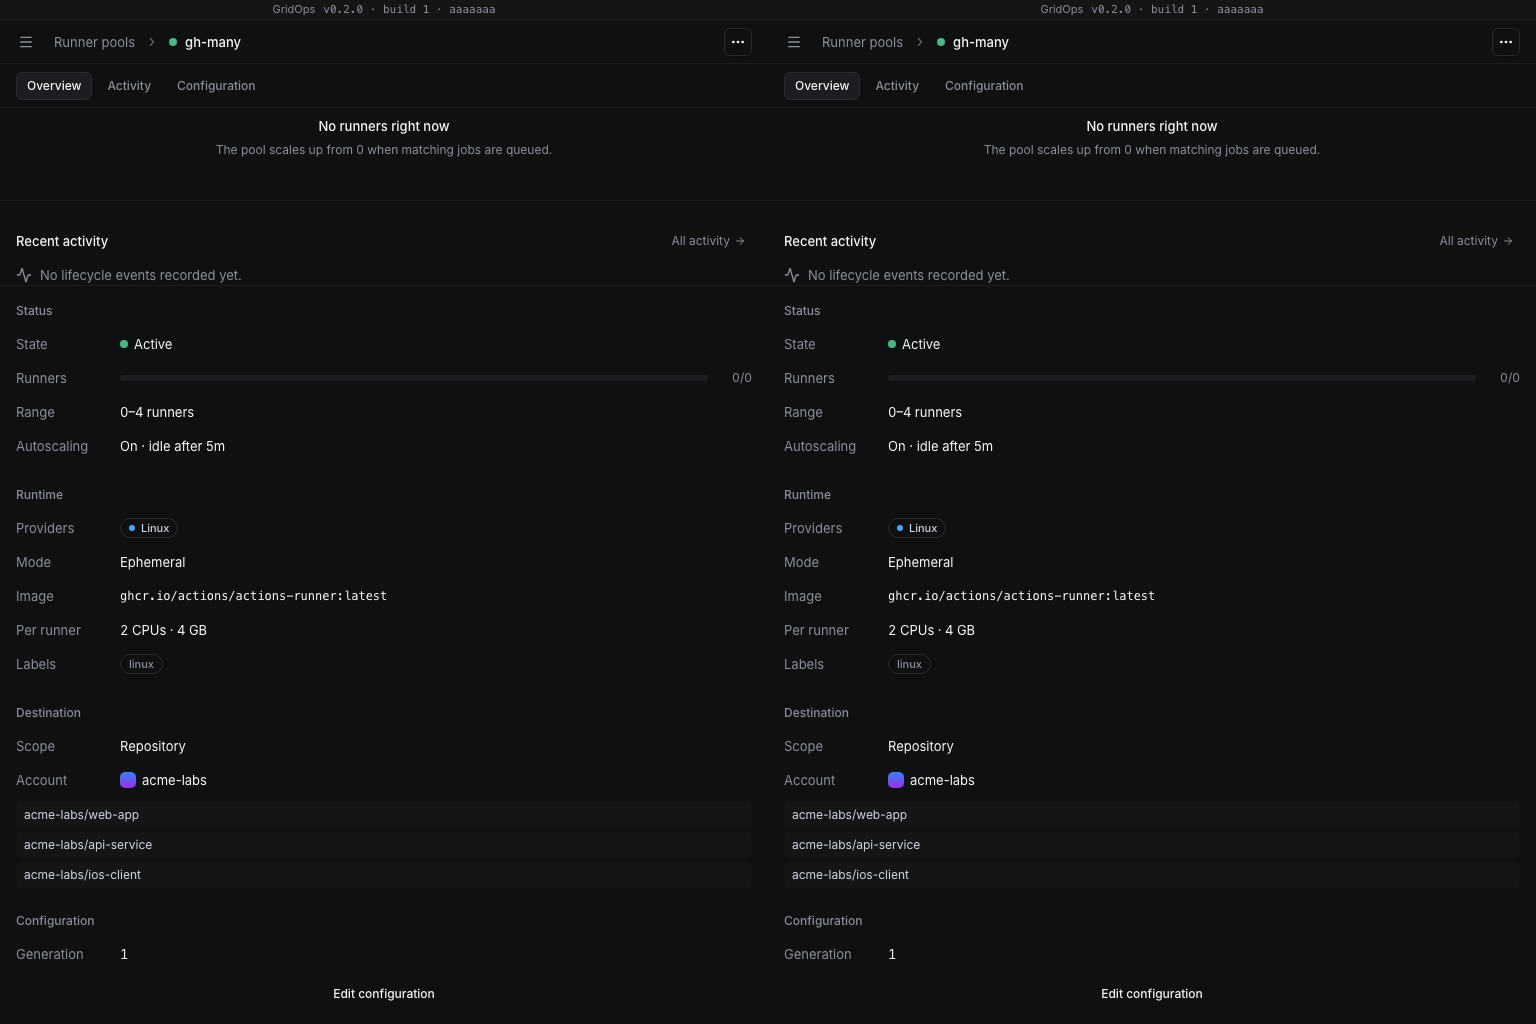 GridOps v0.2.0 · build 1 · aaaaaaa
Runner pools > gh-many
Overview Activity Configuration
No runners right now
The pool scales up from 0 when matching jobs are queued.
Recent activity All activity →
No lifecycle events recorded yet.
Status
State Active
Runners 0/0
Range 0–4 runners
Autoscaling On · idle after 5m
Runtime
Providers Linux
Mode Ephemeral
Image ghcr.io/actions/actions-runner:latest
Per runner 2 CPUs · 4 GB
Labels linux
Destination
Scope Repository
Account acme-labs
acme-labs/web-app
acme-labs/api-service
acme-labs/ios-client
Configuration
Generation 1
Edit configuration
GridOps v0.2.0 · build 1 · aaaaaaa
Runner pools > gh-many
Overview Activity Configuration
No runners right now
The pool scales up from 0 when matching jobs are queued.
Recent activity All activity →
No lifecycle events recorded yet.
Status
State Active
Runners 0/0
Range 0–4 runners
Autoscaling On · idle after 5m
Runtime
Providers Linux
Mode Ephemeral
Image ghcr.io/actions/actions-runner:latest
Per runner 2 CPUs · 4 GB
Labels linux
Destination
Scope Repository
Account acme-labs
acme-labs/web-app
acme-labs/api-service
acme-labs/ios-client
Configuration
Generation 1
Edit configuration